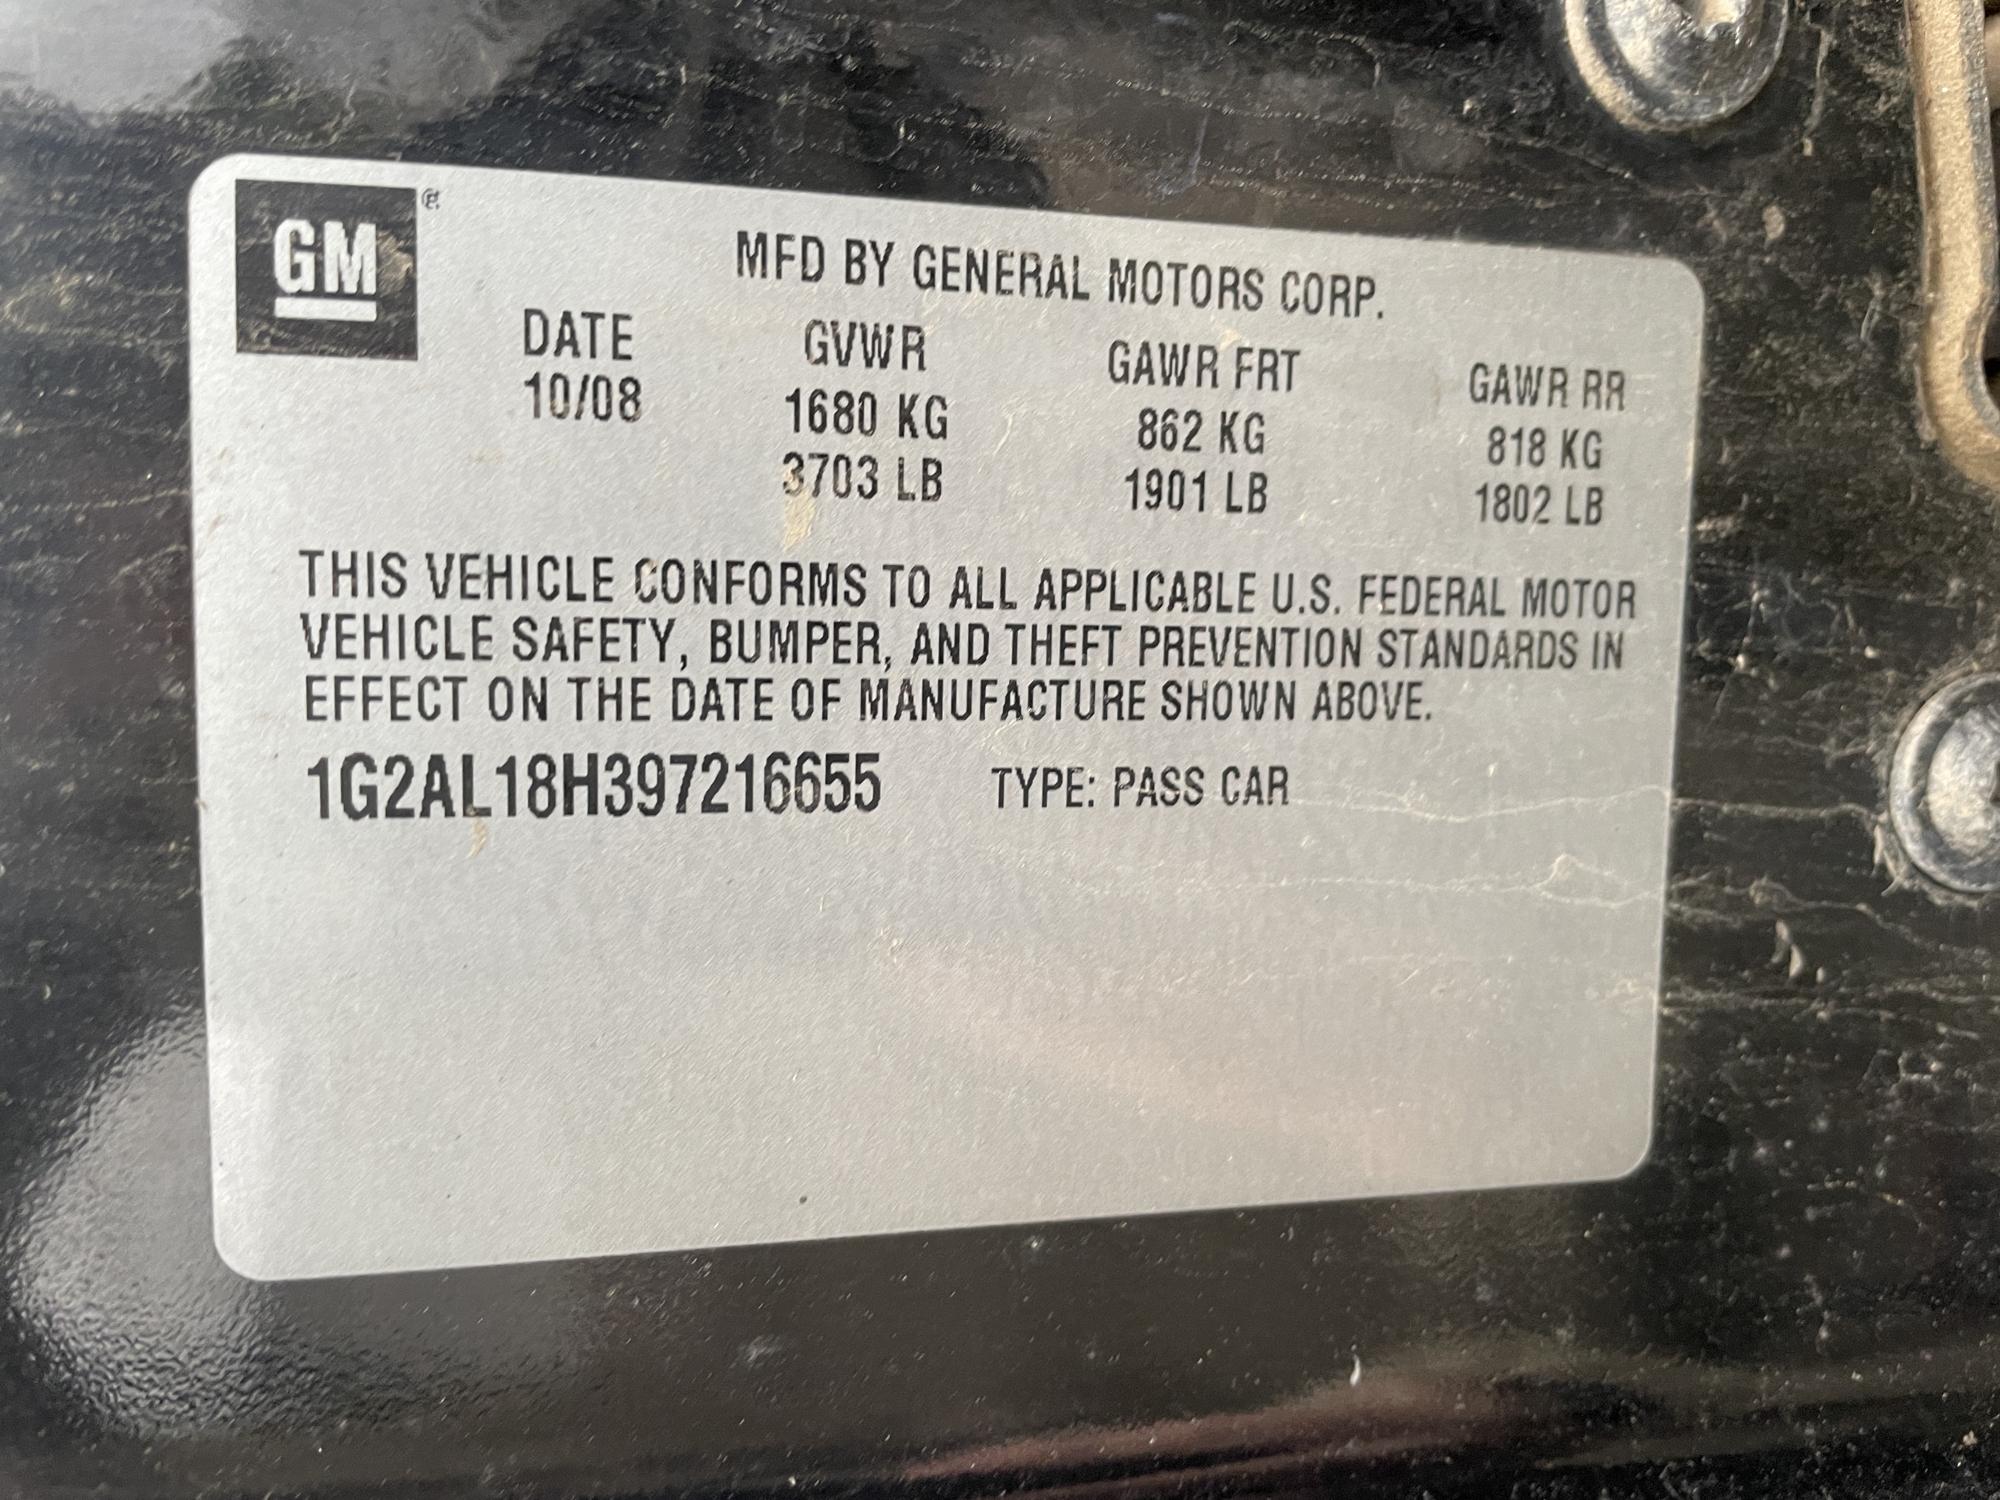 GM ®
MFD BY GENERAL MOTORS CORP.
DATE GVWR GAWR FRT GAWR RR
10/08 1680 KG 862 KG 818 KG
3703 LB 1901 LB 1802 LB
THIS VEHICLE CONFORMS TO ALL APPLICABLE U.S. FEDERAL MOTOR
VEHICLE SAFETY, BUMPER, AND THEFT PREVENTION STANDARDS IN
EFFECT ON THE DATE OF MANUFACTURE SHOWN ABOVE.
1G2AL18H397216655 TYPE: PASS CAR